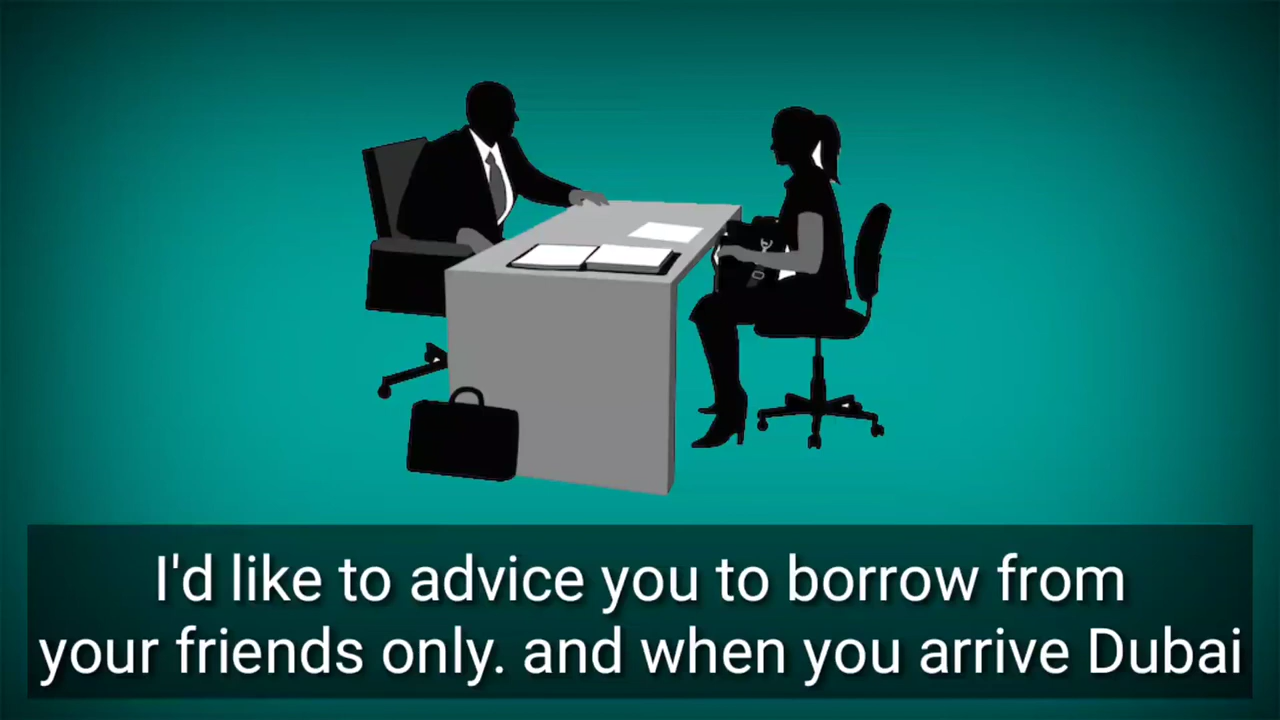 I'd like to advice you to borrow from
your friends only. and when you arrive Dubai